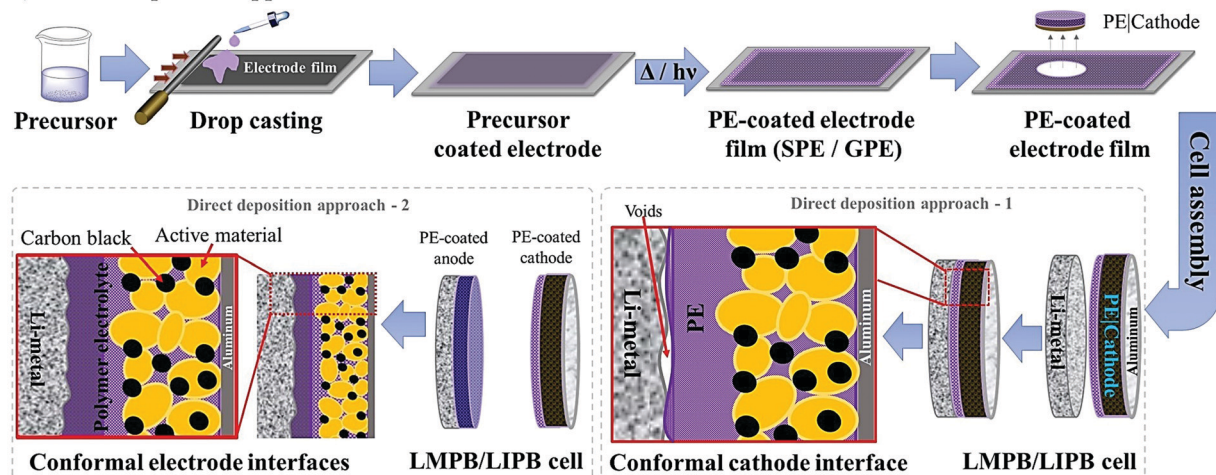 PE|Cathode
Electrode film
Δ / hν
Precursor
Drop casting
Precursor
coated electrode
PE-coated electrode
film (SPE / GPE)
PE-coated
electrode film
Cell assembly
Direct deposition approach - 2
Carbon black
Active material
PE-coated
anode
PE-coated
cathode
Li-metal
Polymer electrolyte
Aluminum
Conformal electrode interfaces
LMPB/LIPB cell
Direct deposition approach - 1
Voids
Li-metal
PE
Aluminum
Li-metal
PE|Cathode
Aluminum
Conformal cathode interface
LMPB/LIPB cell